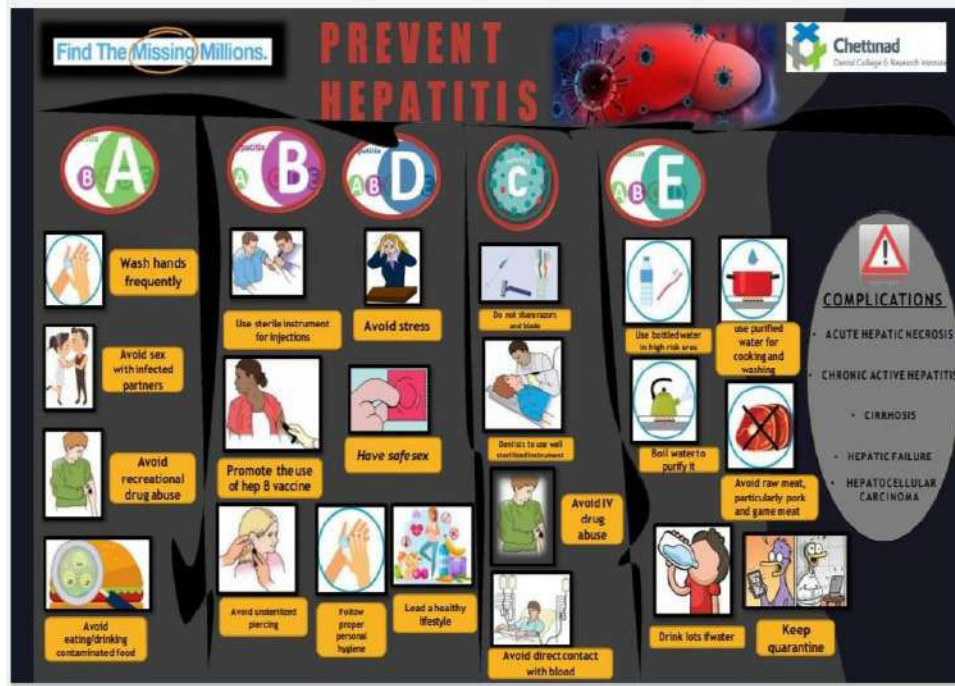 Find The Missing Millions.
PREVENT
HEPATITIS
Chettinad
Dental College & Research Institute
B A
A B E
A B C D E
C
A B C E
Wash hands
frequently
Avoid sex
with infected
partners
Avoid
recreational
drug abuse
Avoid
eating/drinking
contaminated food
Use sterile instrument
for injections
Avoid stress
Promote the use
of hep B vaccine
Have safe sex
Avoid unsterilized
piercing
Follow
proper
personal
hygiene
Lead a healthy
lifestyle
Do not share razors
and blade
Dentists to use well
sterilized instrument
Avoid IV
drug
abuse
Avoid direct contact
with blood
Use bottled water
in high risk area
use purified
water for
cooking and
washing
Boil water to
purify it
Avoid raw meat,
particularly pork
and game meat
Drink lots if water
Keep
quarantine
COMPLICATIONS
• ACUTE HEPATIC NECROSIS
• CHRONIC ACTIVE HEPATITIS
• CIRRHOSIS
• HEPATIC FAILURE
• HEPATOCELLULAR
CARCINOMA